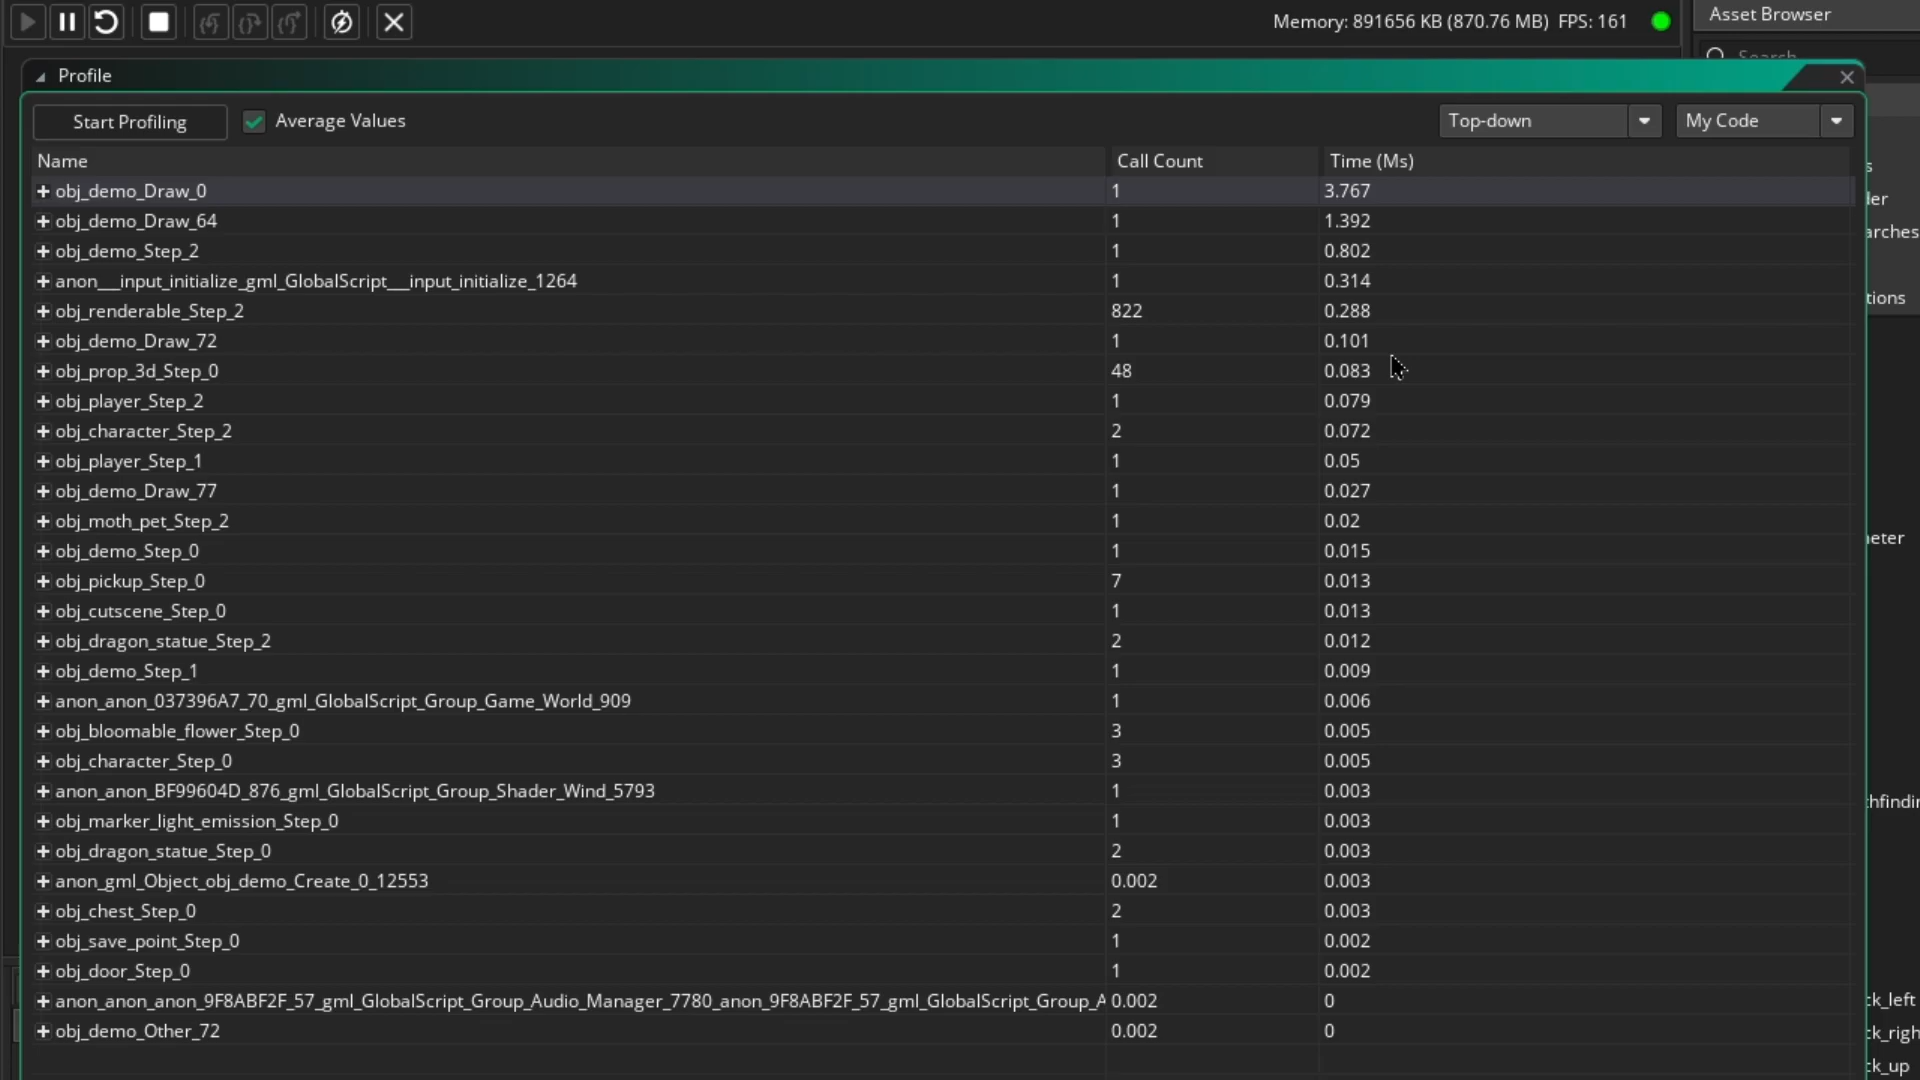 Memory: 891656 KB (870.76 MB) FPS: 161
Asset Browser
Search
Profile
Start Profiling
Average Values
Top-down
My Code
Name Call Count Time (Ms)
obj_demo_Draw_0 1 3.767
obj_demo_Draw_64 1 1.392
obj_demo_Step_2 1 0.802
anon__input_initialize_gml_GlobalScript__input_initialize_1264 1 0.314
obj_renderable_Step_2 822 0.288
obj_demo_Draw_72 1 0.101
obj_prop_3d_Step_0 48 0.083
obj_player_Step_2 1 0.079
obj_character_Step_2 2 0.072
obj_player_Step_1 1 0.05
obj_demo_Draw_77 1 0.027
obj_moth_pet_Step_2 1 0.02
obj_demo_Step_0 1 0.015
obj_pickup_Step_0 7 0.013
obj_cutscene_Step_0 1 0.013
obj_dragon_statue_Step_2 2 0.012
obj_demo_Step_1 1 0.009
anon_anon_037396A7_70_gml_GlobalScript_Group_Game_World_909 1 0.006
obj_bloomable_flower_Step_0 3 0.005
obj_character_Step_0 3 0.005
anon_anon_BF99604D_876_gml_GlobalScript_Group_Shader_Wind_5793 1 0.003
obj_marker_light_emission_Step_0 1 0.003
obj_dragon_statue_Step_0 2 0.003
anon_gml_Object_obj_demo_Create_0_12553 0.002 0.003
obj_chest_Step_0 2 0.003
obj_save_point_Step_0 1 0.002
obj_door_Step_0 1 0.002
anon_anon_anon_9F8ABF2F_57_gml_GlobalScript_Group_Audio_Manager_7780_anon_9F8ABF2F_57_gml_GlobalScript_Group_A 0.002 0
obj_demo_Other_72 0.002 0